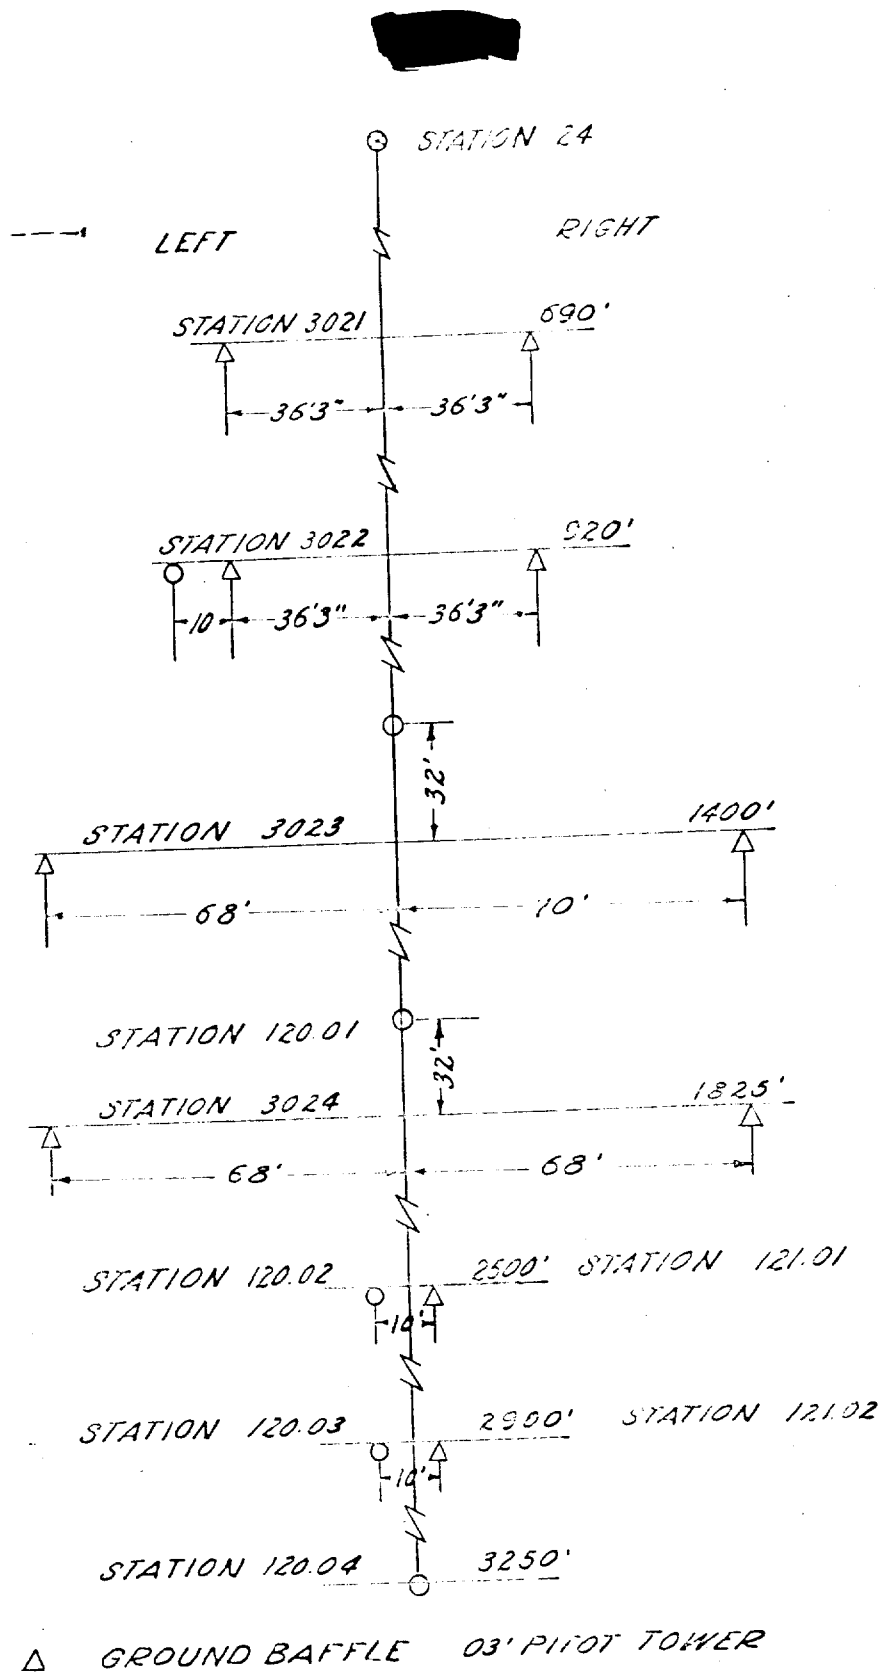 STATION 24
LEFT RIGHT
STATION 3021 690'
36'3" 36'3"
STATION 3022 920'
10 36'3" 36'3"
32'
STATION 3023 1400'
68' 70'
STATION 120.01
32'
STATION 3024 1825'
68' 68'
STATION 120.02 2500' STATION 121.01
10'
STATION 120.03 2900' STATION 121.02
10'
STATION 120.04 3250'
△ GROUND BAFFLE 03' PITOT TOWER